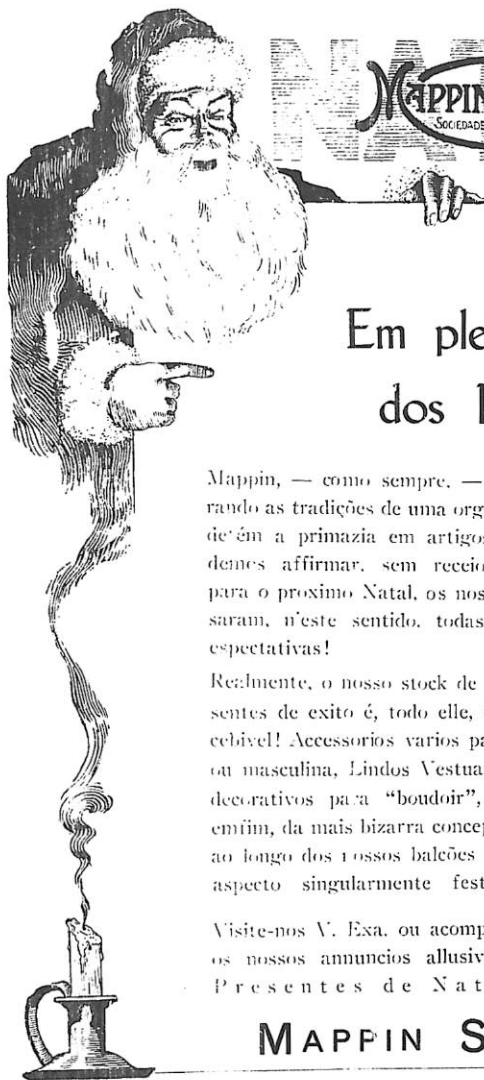 NAT
MAPPIN
SOCIEDADE
Em ple
dos
Mappin, — como sempre, —
rando as tradições de uma org
detém a primazia em artigos
demos affirmar, sem receio
para o proximo Natal, os nos
saram, n'este sentido, todas
espectativas!
Realmente, o nosso stock de
sentes de exito é, todo elle,
cebivel! Accessorios varios pa
ou masculina, Lindos Vestua
decorativos para "boudoir",
emfim, da mais bizarra concep
ao longo dos nossos balcões
aspecto singularmente fest
Visite-nos V. Exa. ou acomp
os nossos annuncios allusiv
Presentes de Nat
MAPPIN S